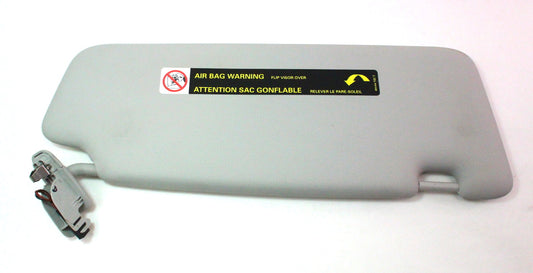 AIR BAG WARNING FLIP VISOR OVER
ATTENTION SAC GONFLABLE RELEVER LE PARE-SOLEIL